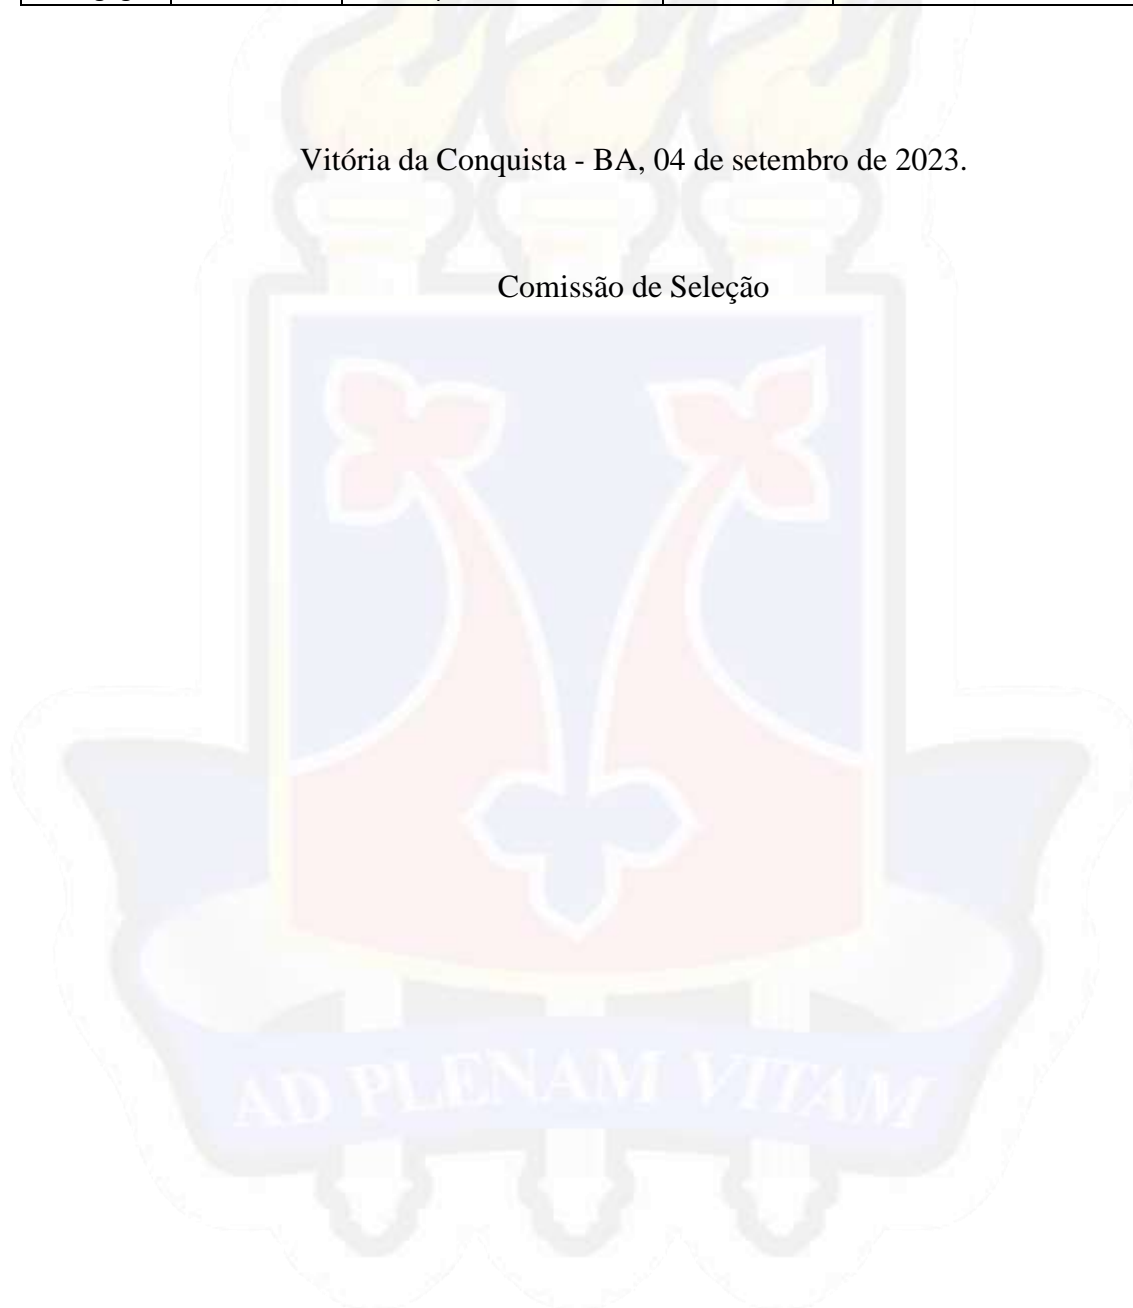 Vitória da Conquista - BA, 04 de setembro de 2023.
Comissão de Seleção
AD PLENAM VITAM